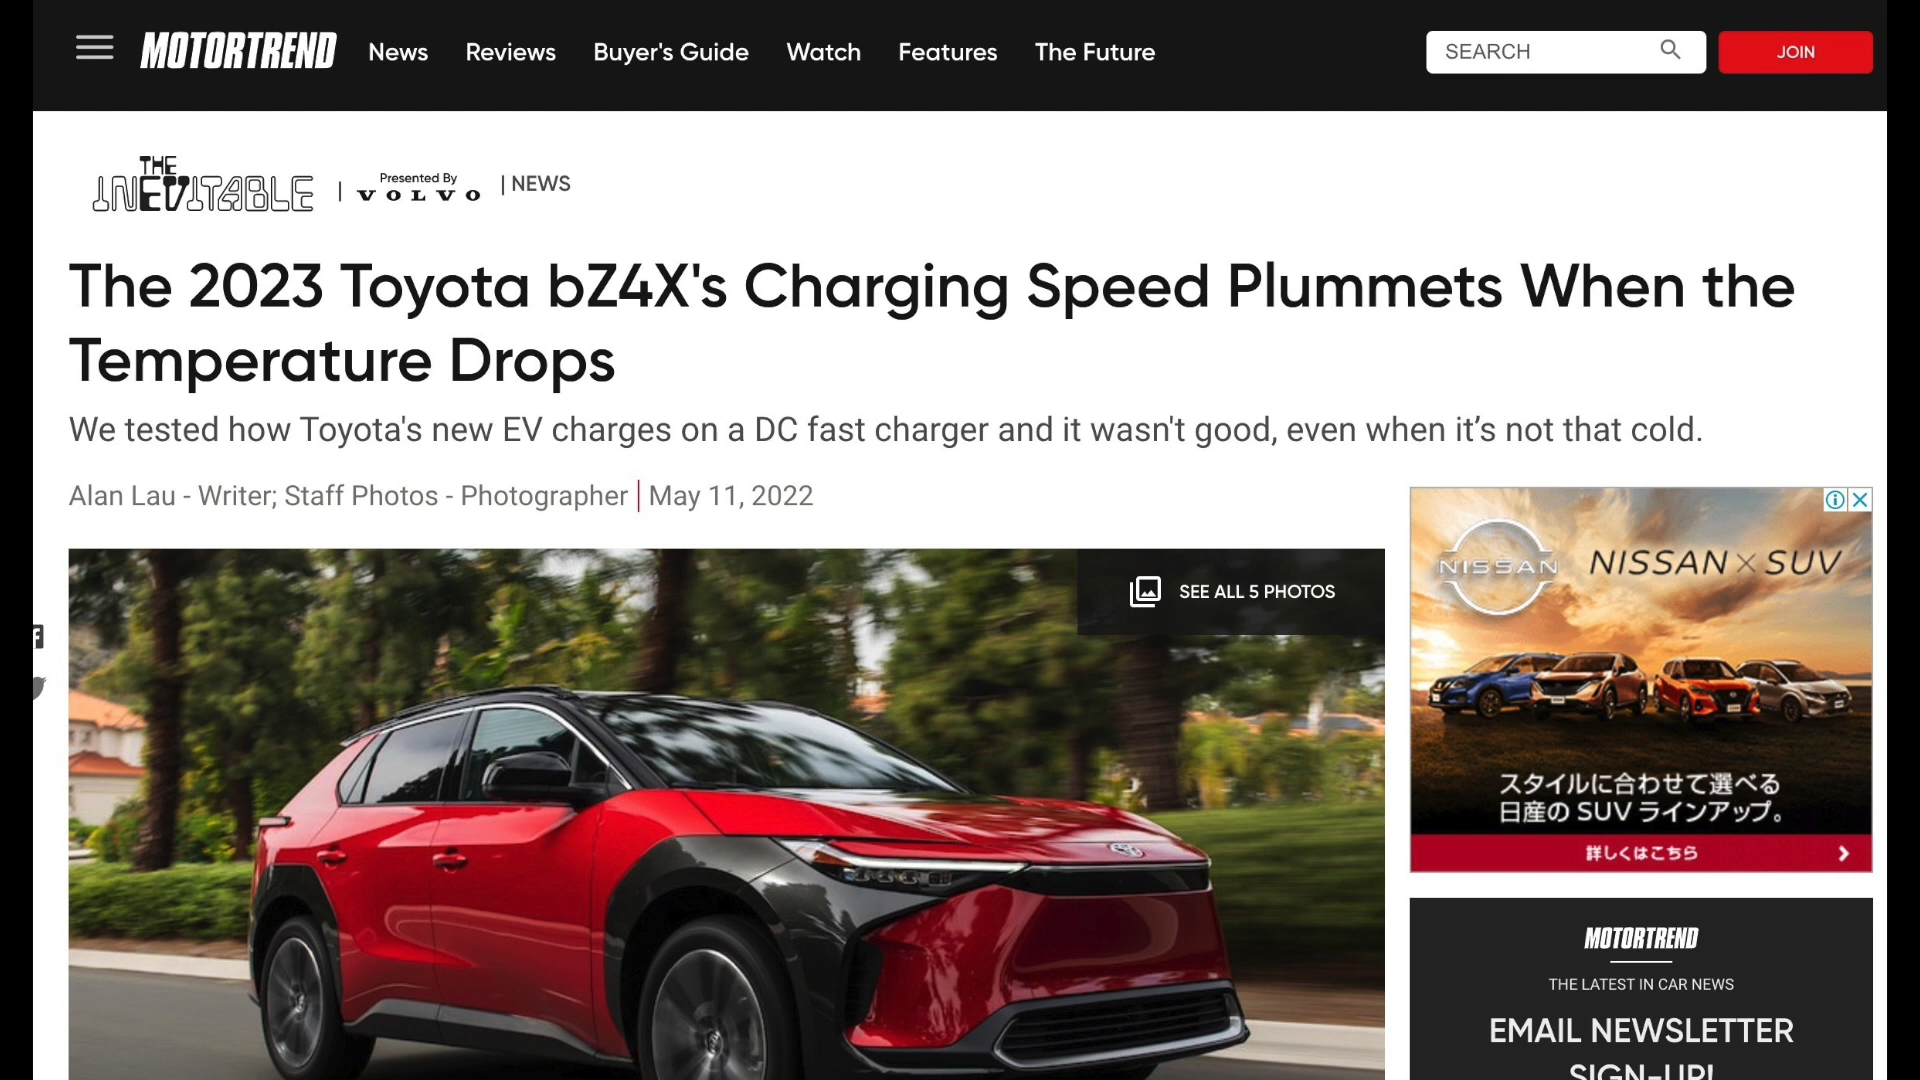 MOTORTREND News Reviews Buyer's Guide Watch Features The Future SEARCH JOIN
THE
INEVITABLE | Presented By
VOLVO
| NEWS
The 2023 Toyota bZ4X's Charging Speed Plummets When the
Temperature Drops
We tested how Toyota's new EV charges on a DC fast charger and it wasn't good, even when it’s not that cold.
Alan Lau - Writer; Staff Photos - Photographer | May 11, 2022
SEE ALL 5 PHOTOS
NISSAN
NISSAN × SUV
スタイルに合わせて選べる
日産の SUV ラインアップ。
詳しくはこちら
MOTORTREND
THE LATEST IN CAR NEWS
EMAIL NEWSLETTER
SIGN-UP!